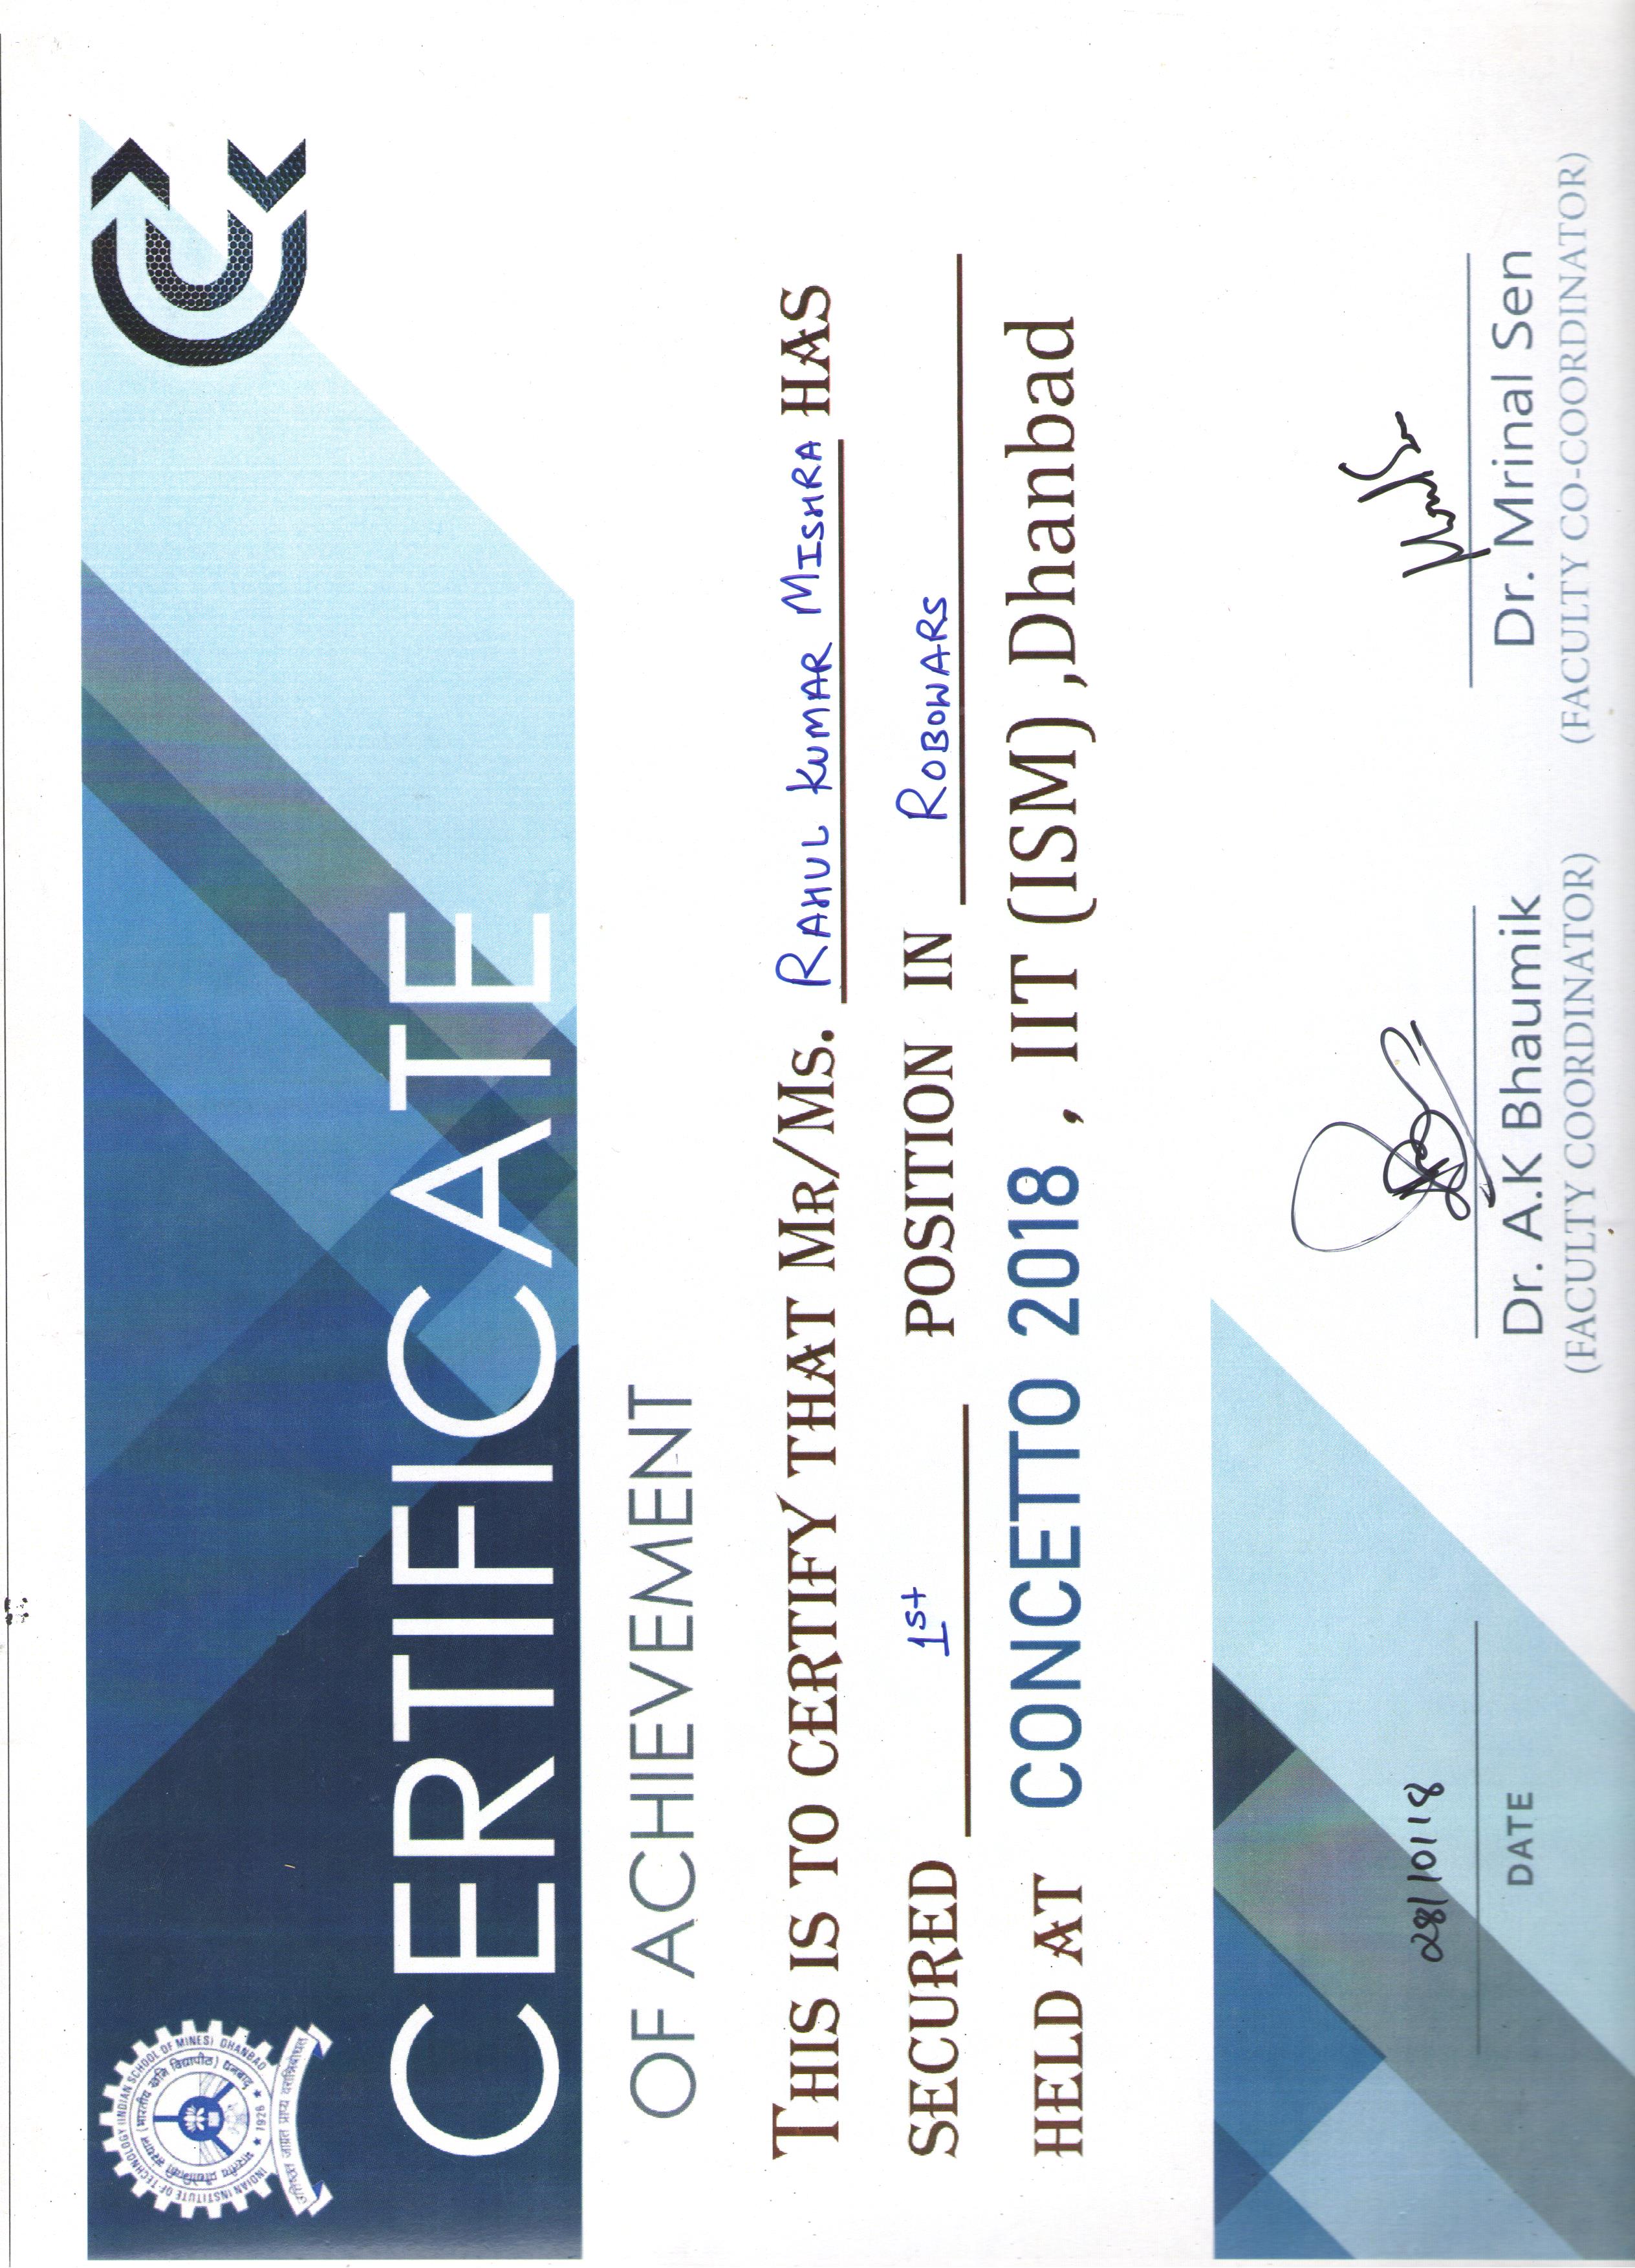 INDIAN INSTITUTE OF TECHNOLOGY (INDIAN SCHOOL OF MINES) DHANBAD
भारतीय प्रौद्योगिकी संस्थान (भारतीय खनि विद्यापीठ) धनबाद
★ 1926 ★
उत्तिष्ठत जाग्रत प्राप्य वरान्निबोधत
CERTIFICATE
OF ACHIEVEMENT
THIS IS TO CERTIFY THAT MR/MS. RAHUL KUMAR MISHRA HAS
SECURED 1st POSITION IN ROBOWARS
HELD AT CONCETTO 2018 , IIT (ISM) ,Dhanbad
28/10/18
DATE
Mrinal Sen
Dr. A.K Bhaumik
Dr. Mrinal Sen
(FACULTY COORDINATOR)
(FACULTY CO-COORDINATOR)